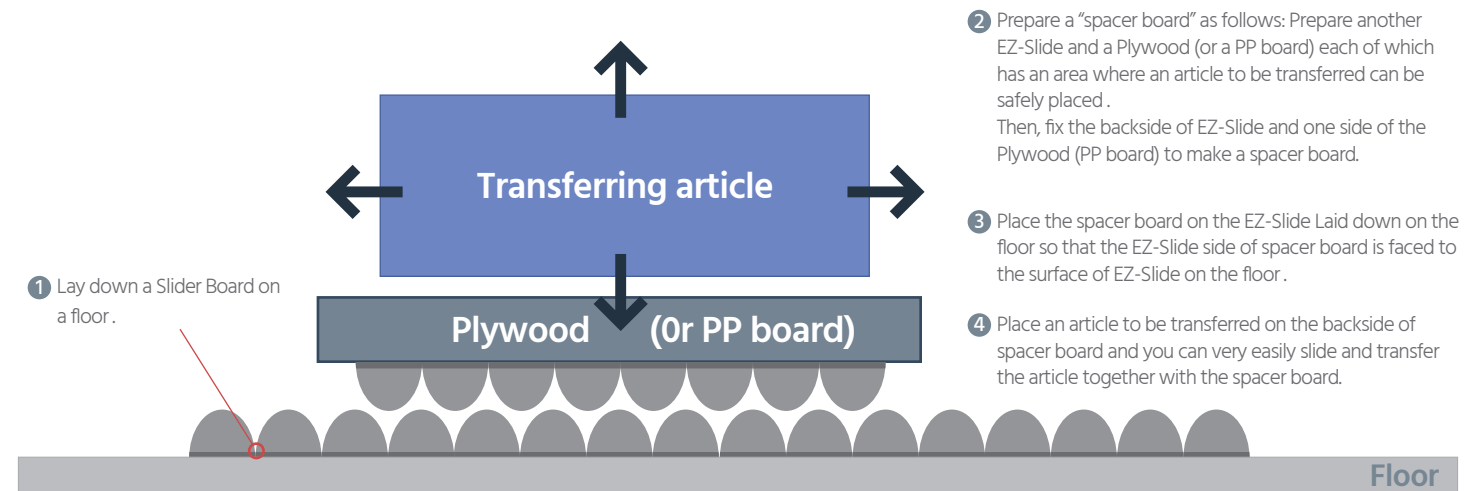 1 Lay down a Slider Board on
a floor .
2 Prepare a “spacer board” as follows: Prepare another
EZ-Slide and a Plywood (or a PP board) each of which
has an area where an article to be transferred can be
safely placed .
Then, fix the backside of EZ-Slide and one side of the
Plywood (PP board) to make a spacer board.
3 Place the spacer board on the EZ-Slide Laid down on the
floor so that the EZ-Slide side of spacer board is faced to
the surface of EZ-Slide on the floor .
4 Place an article to be transferred on the backside of
spacer board and you can very easily slide and transfer
the article together with the spacer board.
Transferring article
Plywood (0r PP board)
Floor